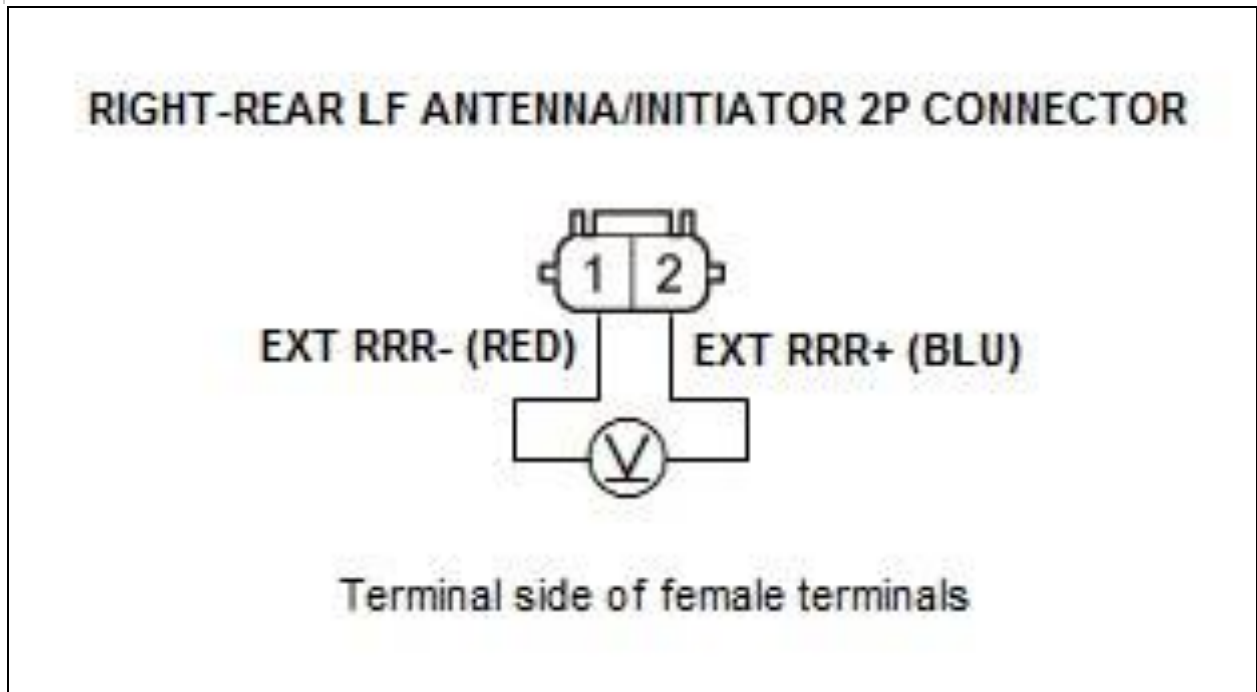 RIGHT-REAR LF ANTENNA/INITIATOR 2P CONNECTOR
1 2
EXT RRR- (RED) EXT RRR+ (BLU)
V
Terminal side of female terminals